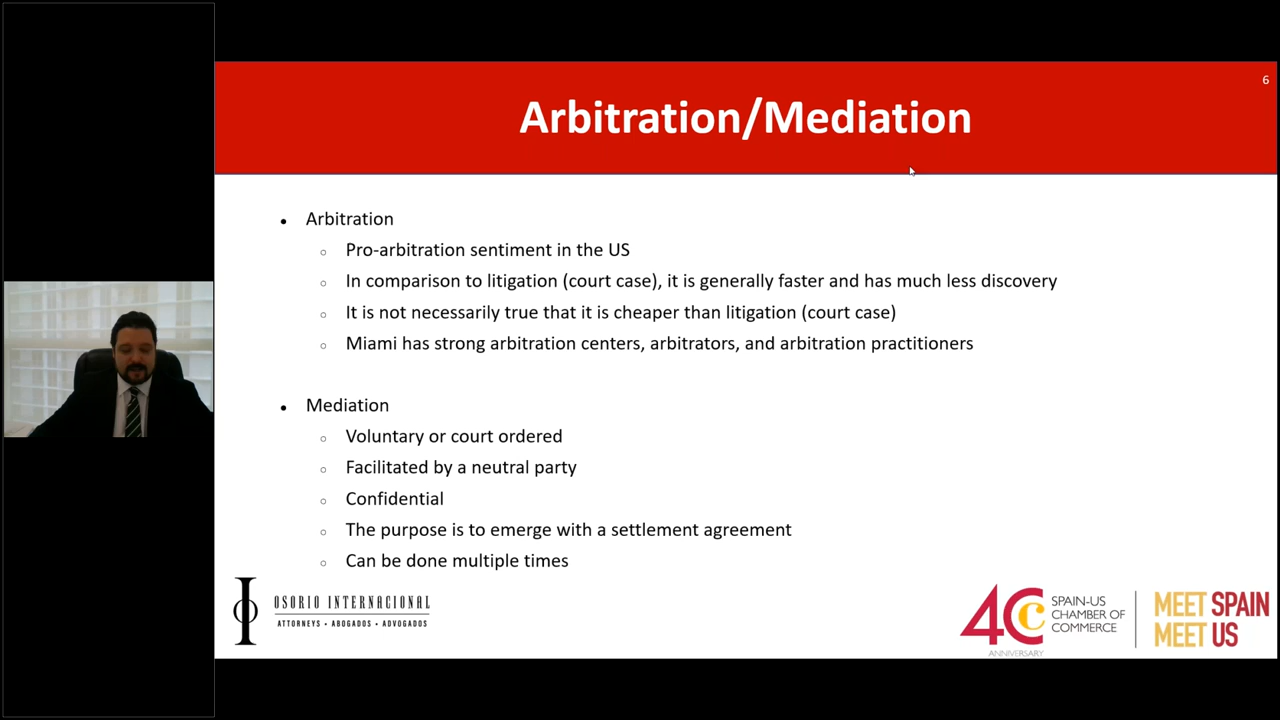 6
Arbitration/Mediation
• Arbitration
○ Pro-arbitration sentiment in the US
○ In comparison to litigation (court case), it is generally faster and has much less discovery
○ It is not necessarily true that it is cheaper than litigation (court case)
○ Miami has strong arbitration centers, arbitrators, and arbitration practitioners
• Mediation
○ Voluntary or court ordered
○ Facilitated by a neutral party
○ Confidential
○ The purpose is to emerge with a settlement agreement
○ Can be done multiple times
OSORIO INTERNACIONAL
ATTORNEYS • ABOGADOS • ADVOGADOS
4C
c
ANNIVERSARY
SPAIN-US
CHAMBER OF
COMMERCE
MEET SPAIN
MEET US